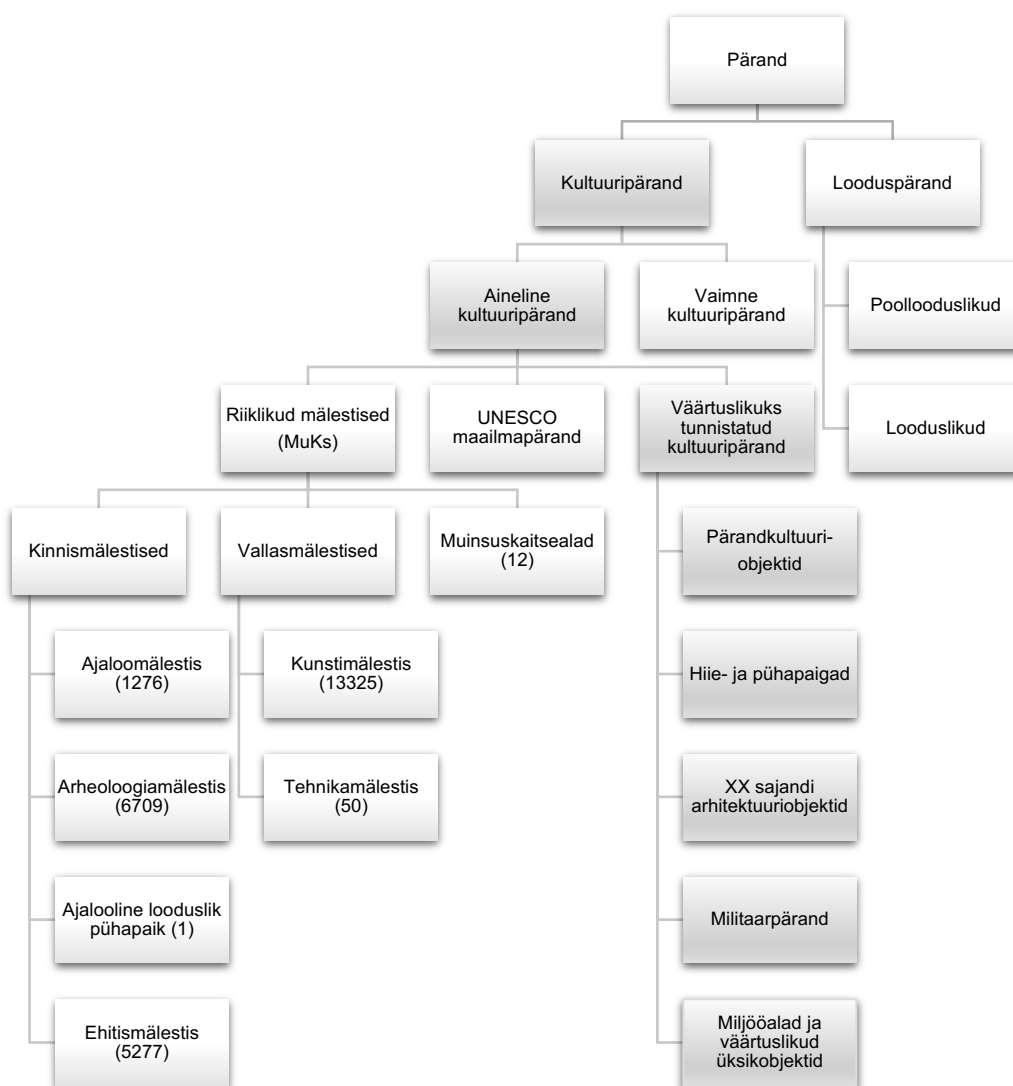 Pärand
Kultuuripärand
Looduspärand
Aineline
kultuuripärand
Vaimne
kultuuripärand
Poollooduslikud
Looduslikud
Riiklikud mälestised
(MuKs)
UNESCO
maailmapärand
Väärtuslikuks
tunnistatud
kultuuripärand
Kinnismälestised
Vallasmälestised
Muinsuskaitsealad
(12)
Ajaloomälestis
(1276)
Arheoloogiamälestis
(6709)
Ajalooline looduslik
pühapaik (1)
Ehitismälestis
(5277)
Kunstimälestis
(13325)
Tehnikamälestis
(50)
Pärandkultuuri-
objektid
Hiie- ja pühapaigad
XX sajandi
arhitektuuriobjektid
Militaarpärand
Miljööalad ja
väärtuslikud
üksikobjektid